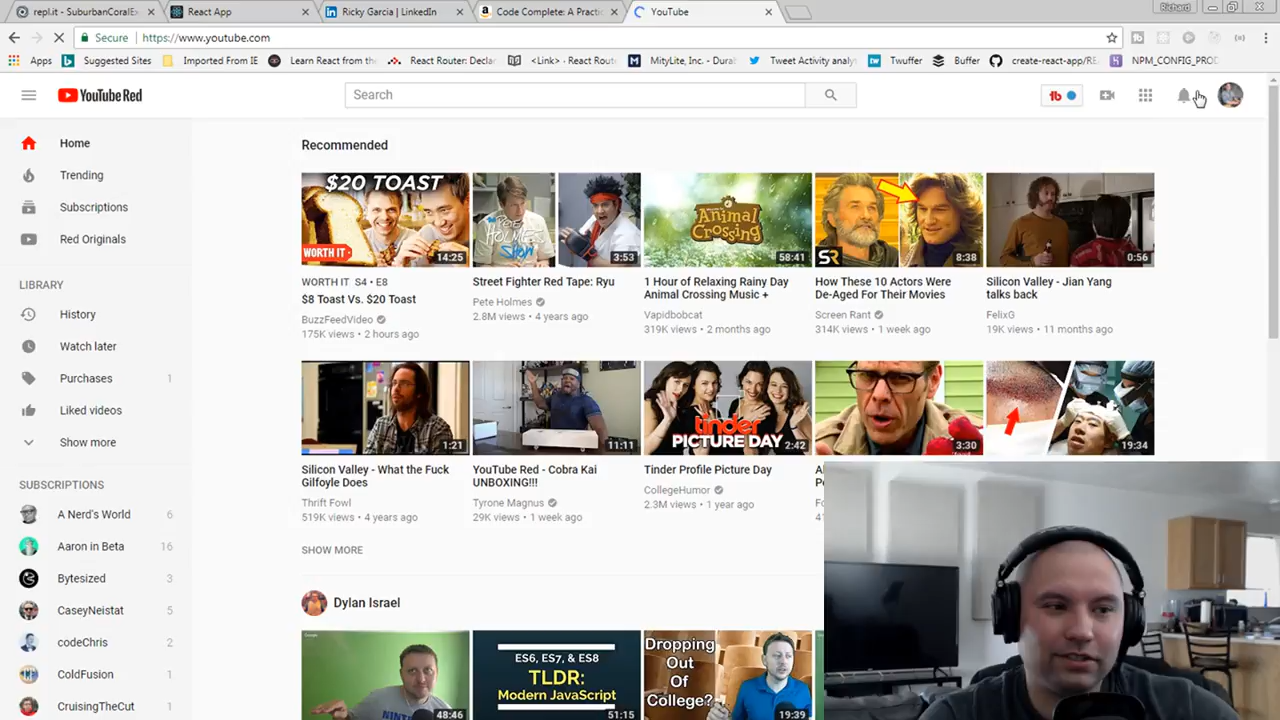 repl.it - SuburbanCoralE
React App
Ricky Garcia | LinkedIn
Code Complete: A Practi
YouTube
Richard
Secure
https://www.youtube.com
Apps
Suggested Sites
Imported From IE
Learn React from the
React Router: Declar
<Link> - React Route
MityLite, Inc. - Durab
Tweet Activity analy
Twuffer
Buffer
create-react-app/RE
NPM_CONFIG_PROD
YouTube Red
Search
tb
Home
Trending
Subscriptions
Red Originals
LIBRARY
History
Watch later
Purchases 1
Liked videos
Show more
SUBSCRIPTIONS
A Nerd's World 6
Aaron in Beta 16
Bytesized 3
CaseyNeistat 5
codeChris 2
ColdFusion 1
CruisingTheCut 1
Recommended
$20 TOAST
WORTH IT
14:25
WORTH IT S4 • E8
$8 Toast Vs. $20 Toast
BuzzFeedVideo
175K views • 2 hours ago
the PETE HOLMES Show
3:53
Street Fighter Red Tape: Ryu
Pete Holmes
2.8M views • 4 years ago
Animal Crossing
58:41
1 Hour of Relaxing Rainy Day
Animal Crossing Music +
Vapidbobcat
319K views • 2 months ago
SR
8:38
How These 10 Actors Were
De-Aged For Their Movies
Screen Rant
314K views • 1 week ago
0:56
Silicon Valley - Jian Yang
talks back
FelixG
19K views • 11 months ago
1:21
Silicon Valley - What the Fuck
Gilfoyle Does
Thrift Fowl
519K views • 4 years ago
11:11
YouTube Red - Cobra Kai
UNBOXING!!!
Tyrone Magnus
29K views • 1 week ago
tinder
PICTURE DAY
2:42
Tinder Profile Picture Day
CollegeHumor
2.3M views • 1 year ago
3:30
19:34
SHOW MORE
Dylan Israel
Google
NINTE
48:46
ES6, ES7, & ES8
TLDR:
Modern JavaScript
51:15
Dropping
Out
Of
College?
19:39